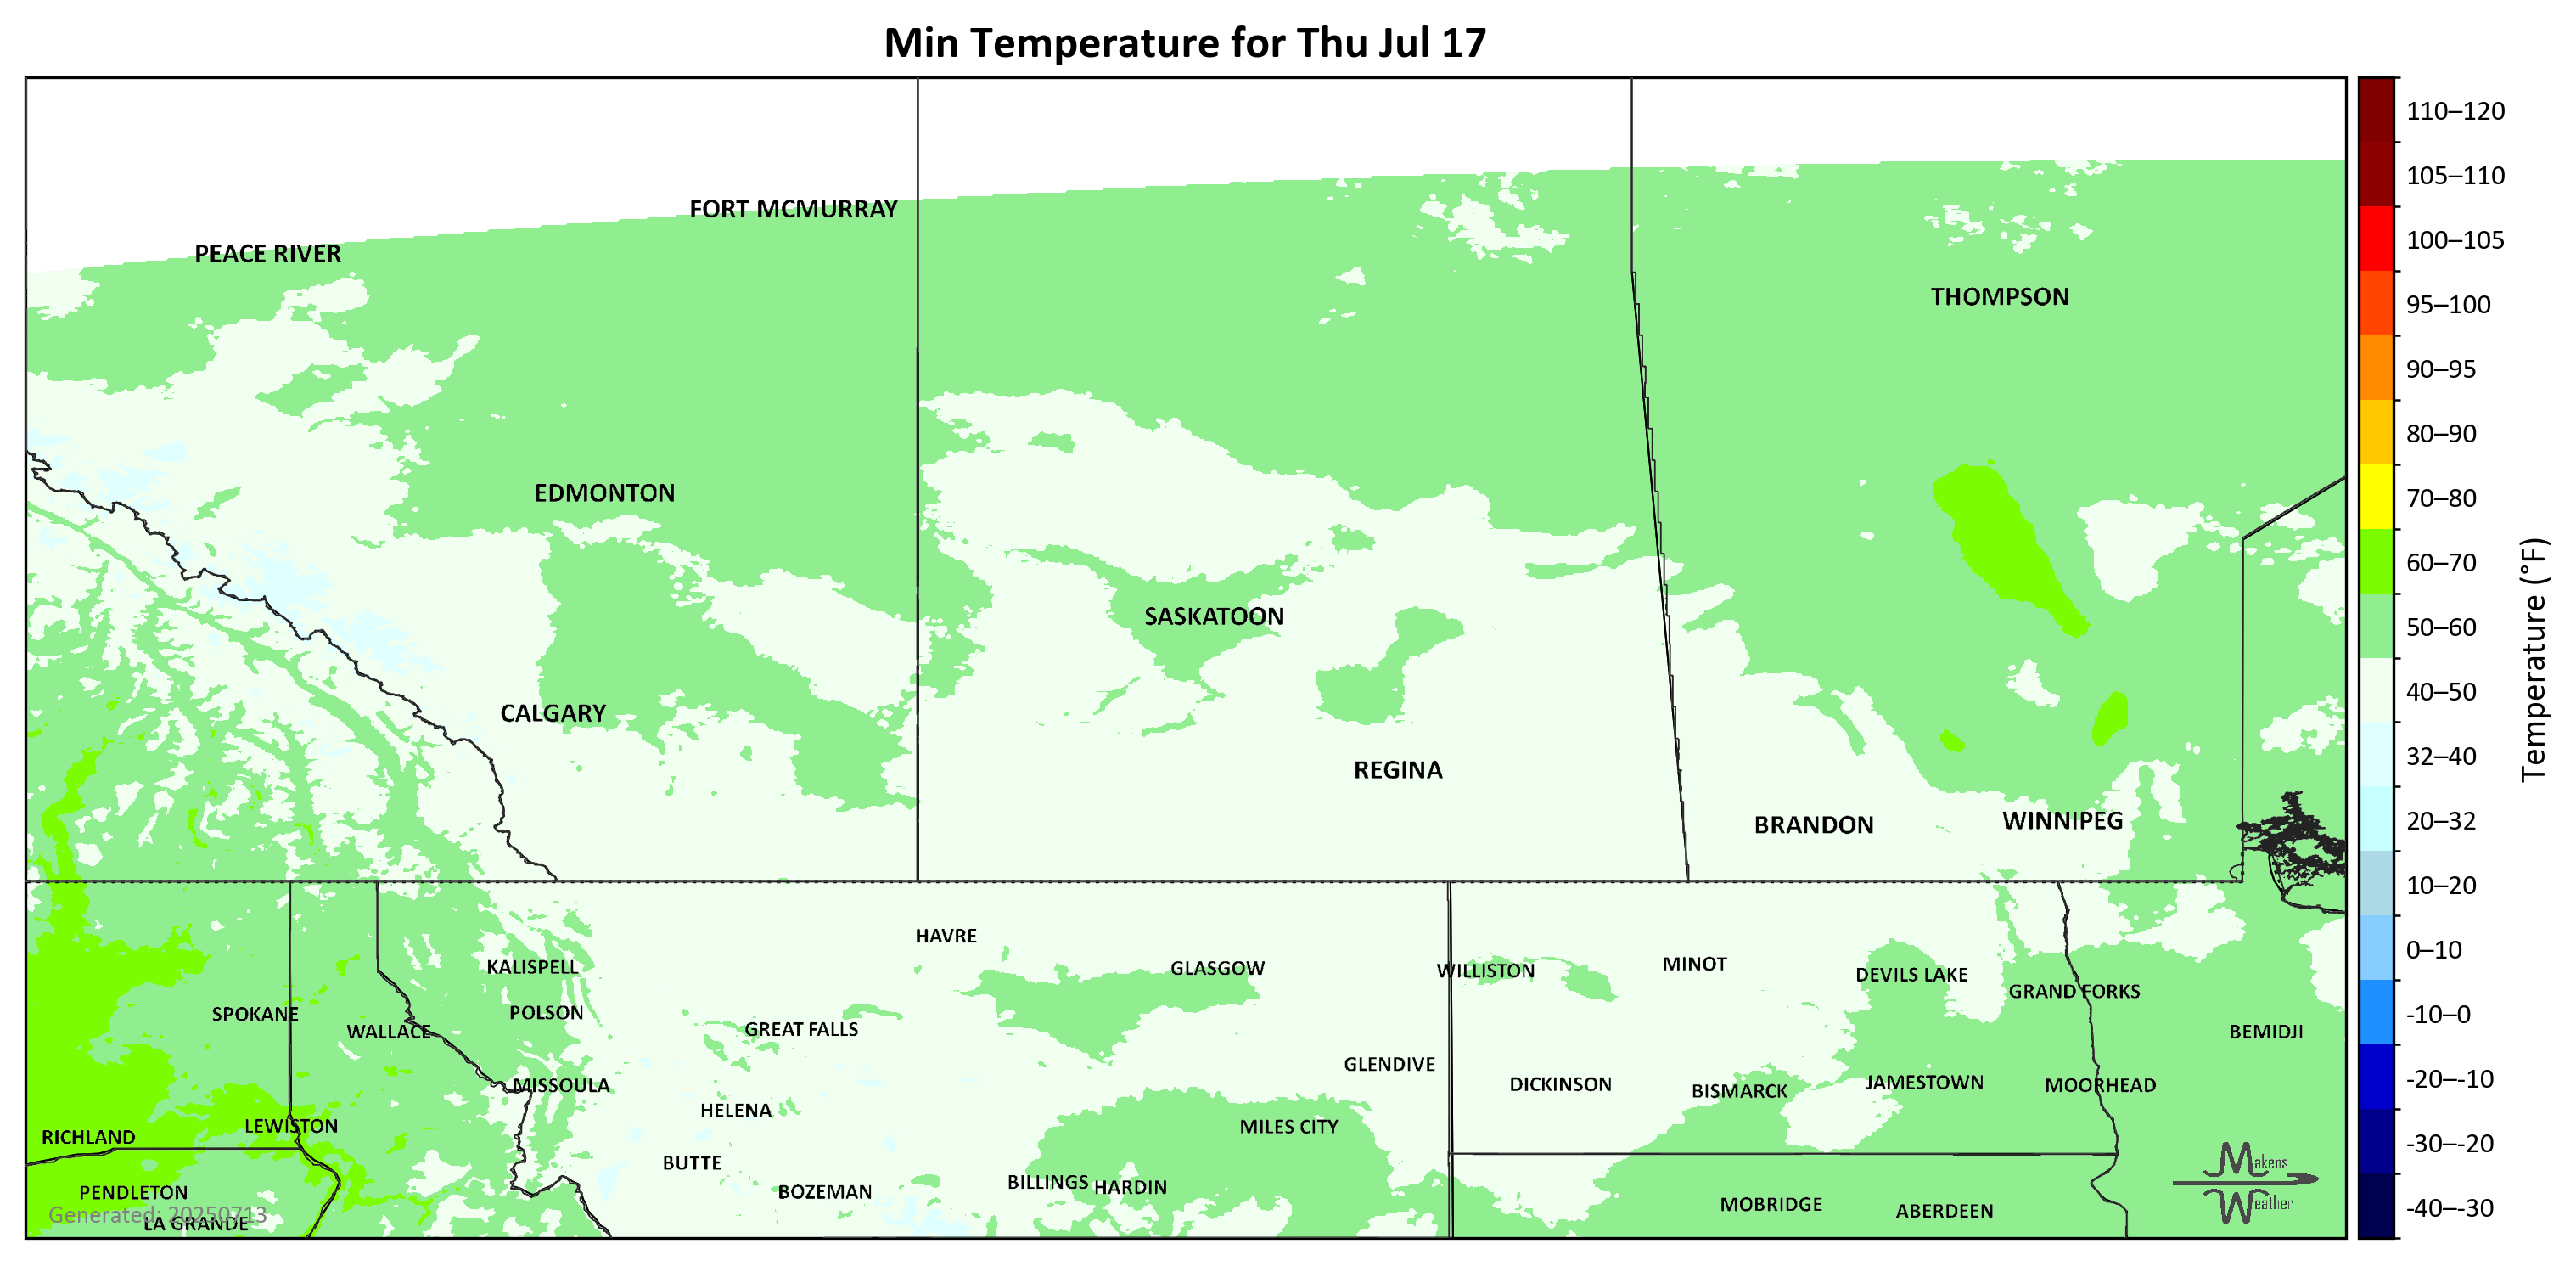 Min Temperature for Thu Jul 17
FORT MCMURRAY
PEACE RIVER
THOMPSON
EDMONTON
SASKATOON
CALGARY
REGINA
BRANDON
WINNIPEG
HAVRE
KALISPELL
GLASGOW
WILLISTON
MINOT
DEVILS LAKE
GRAND FORKS
SPOKANE
POLSON
WALLACE
GREAT FALLS
BEMIDJI
GLENDIVE
MISSOULA
DICKINSON
BISMARCK
JAMESTOWN
MOORHEAD
HELENA
LEWISTON
MILES CITY
RICHLAND
BUTTE
BILLINGS
HARDIN
BOZEMAN
PENDLETON
MOBRIDGE
ABERDEEN
Generated: 20250713
LA GRANDE
Makens
Weather
110–120
105–110
100–105
95–100
90–95
80–90
70–80
60–70
50–60
40–50
32–40
20–32
10–20
0–10
-10–0
-20–-10
-30–-20
-40–-30
Temperature (°F)